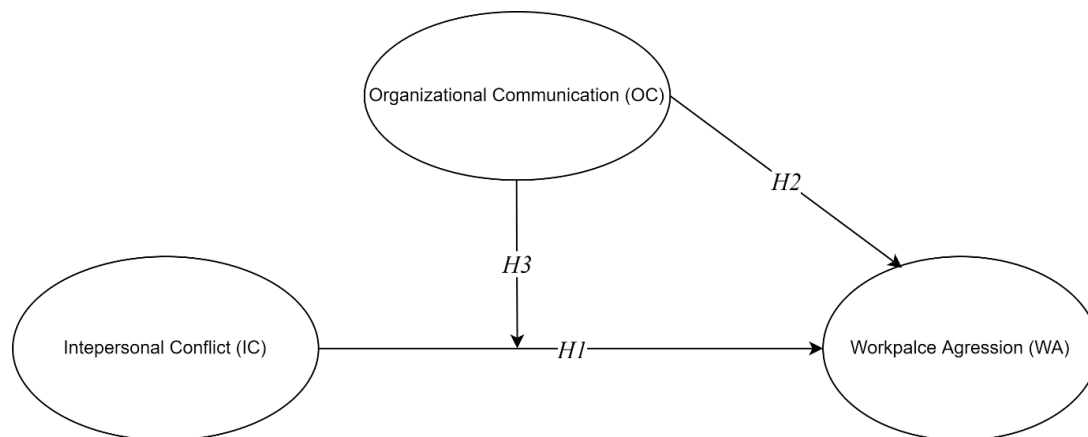 Organizational Communication (OC)
H2
H3
Intepersonal Conflict (IC)
H1
Workpalce Agression (WA)